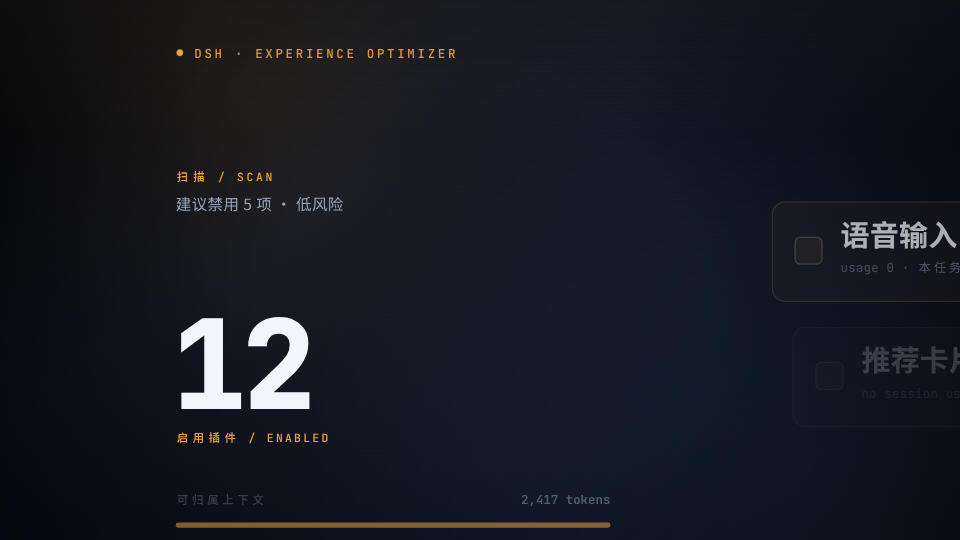 DSH · EXPERIENCE OPTIMIZER
扫描 / SCAN
建议禁用 5 项 · 低风险
语音输入
usage 0 · 本任务
12
推荐卡片
no session us
启用插件 / ENABLED
可归属上下文
2,417 tokens